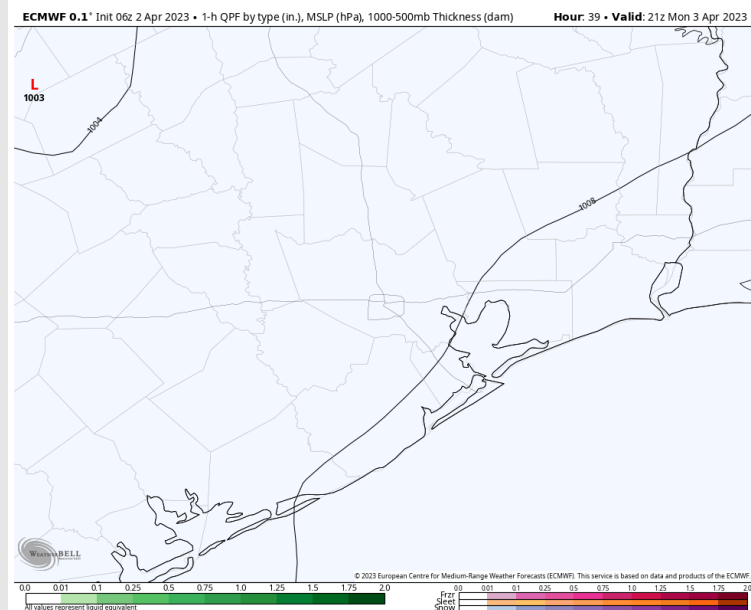 ECMWF 0.1° Init 06z 2 Apr 2023 • 1-h QPF by type (in.), MSLP (hPa), 1000-500mb Thickness (dam) Hour: 39 • Valid: 21z Mon 3 Apr 2023
L
1003
1004
1008
WEATHERBELL
© 2023 European Centre for Medium-Range Weather Forecasts (ECMWF). This service is based on data and products of the ECMWF.
0.0 0.01 0.1 0.25 0.5 0.75 1.0 1.25 1.5 1.75 2.0
All values represent liquid equivalent
0.0 0.01 0.1 0.25 0.5 0.75 1.0 1.25 1.5 1.75 2.0
Frzr
Sleet
Snow